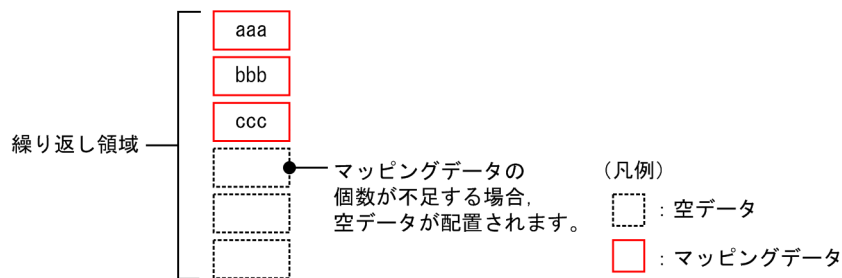 aaa
bbb
ccc
繰り返し領域
マッピングデータの
個数が不足する場合,
空データが配置されます。
（凡例）
：空データ
：マッピングデータ